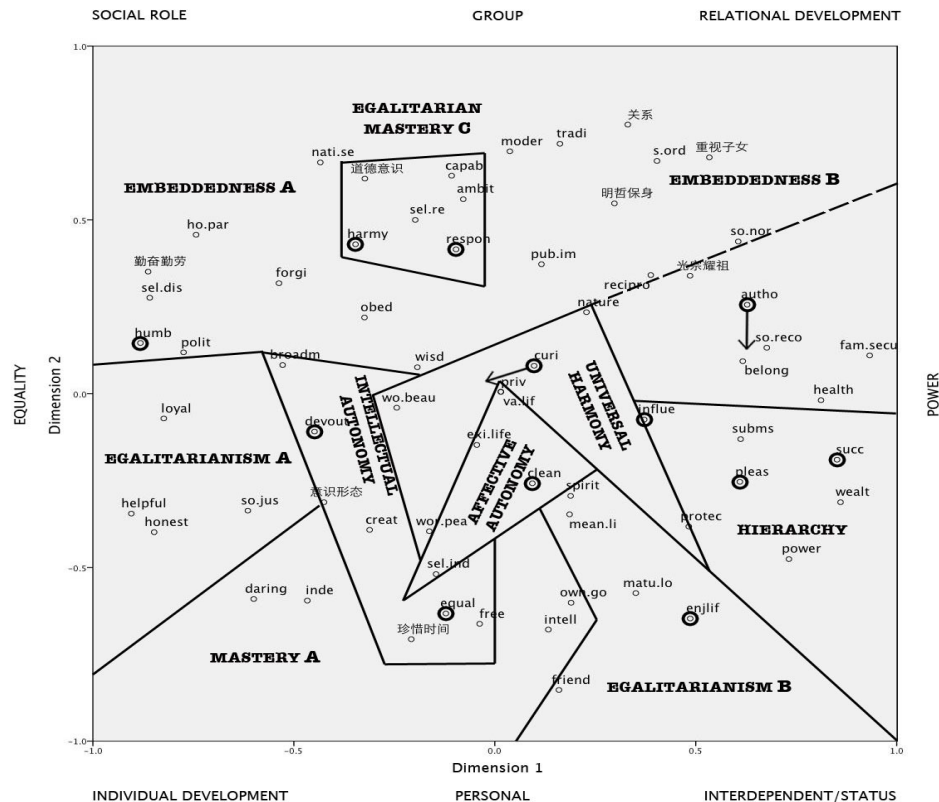 SOCIAL ROLE
GROUP
RELATIONAL DEVELOPMENT
1.0
EGALITARIAN
MASTERY C
关系
nati.se
moder
tradi
s.ord
重视子女
道德意识
capab
EMBEDDEDNESS A
ambit
EMBEDDEDNESS B
明哲保身
sel.re
0.5
ho.par
harmy
respon
so.nor
勤奋勤劳
pub.im
光宗耀祖
sel.dis
forgi
recipro
autho
nature
obed
humb
so.reco
fam.secu
polit
broadm
wisd
curi
belong
EQUALITY
Dimension 2
POWER
0.0
priv
va.lif
health
wo.beau
INTELLECTUAL
AUTONOMY
UNIVERSAL
HARMONY
loyal
devout
influe
subms
exi.life
succ
EGALITARIANISM A
AFFECTIVE
AUTONOMY
clean
pleas
spirit
wealt
helpful
so.jus
意识形态
honest
creat
wor.pea
mean.li
protec
HIERARCHY
power
-0.5
sel.ind
daring
inde
own.go
matu.lo
equal
free
enjlif
珍惜时间
intell
MASTERY A
friend
EGALITARIANISM B
-1.0
-1.0
-0.5
0.0
0.5
1.0
Dimension 1
INDIVIDUAL DEVELOPMENT
PERSONAL
INTERDEPENDENT/STATUS